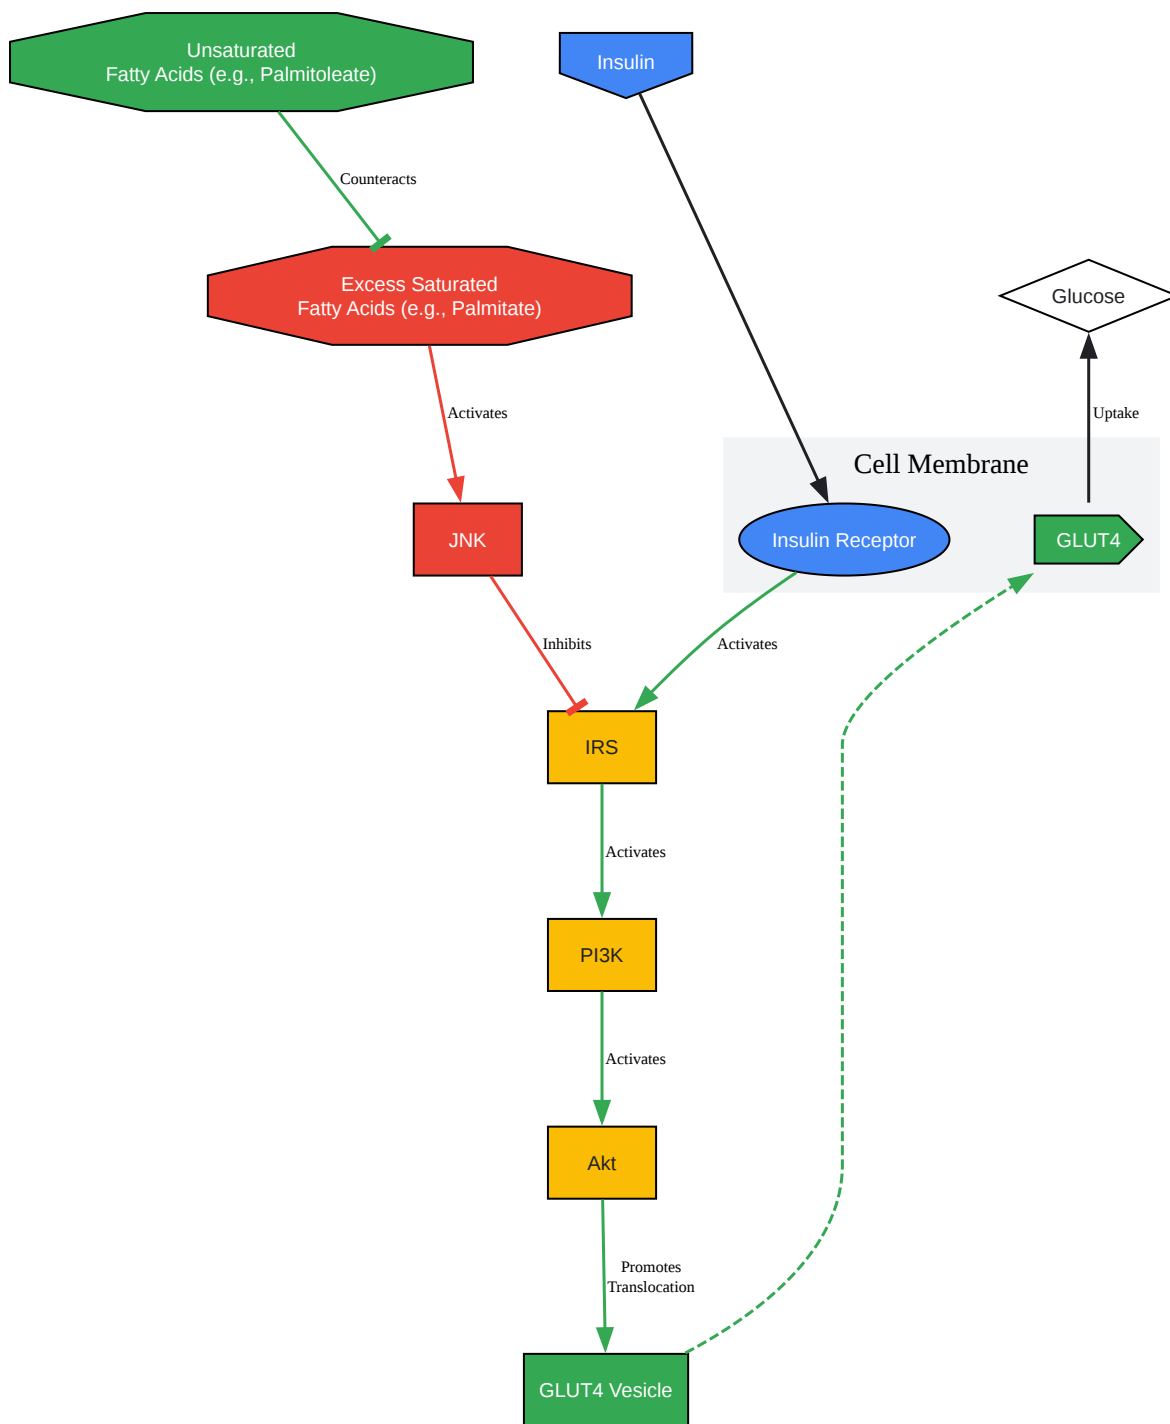 Unsaturated
Fatty Acids (e.g., Palmitoleate)
Insulin
Counteracts
Excess Saturated
Fatty Acids (e.g., Palmitate)
Glucose
Activates
Uptake
Cell Membrane
JNK
Insulin Receptor
GLUT4
Inhibits
Activates
IRS
Activates
PI3K
Activates
Akt
Promotes
Translocation
GLUT4 Vesicle